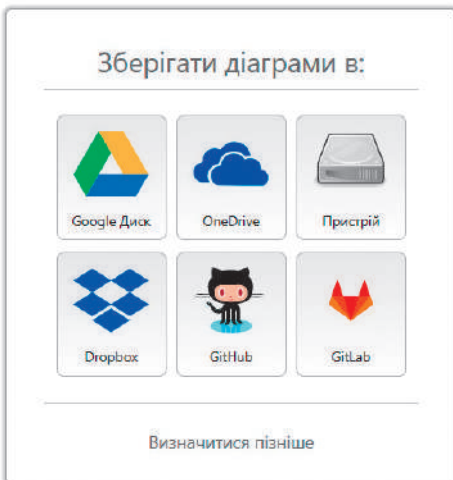 Зберігати діаграми в:
Google Диск OneDrive Пристрій
Dropbox GitHub GitLab
Визначитися пізніше